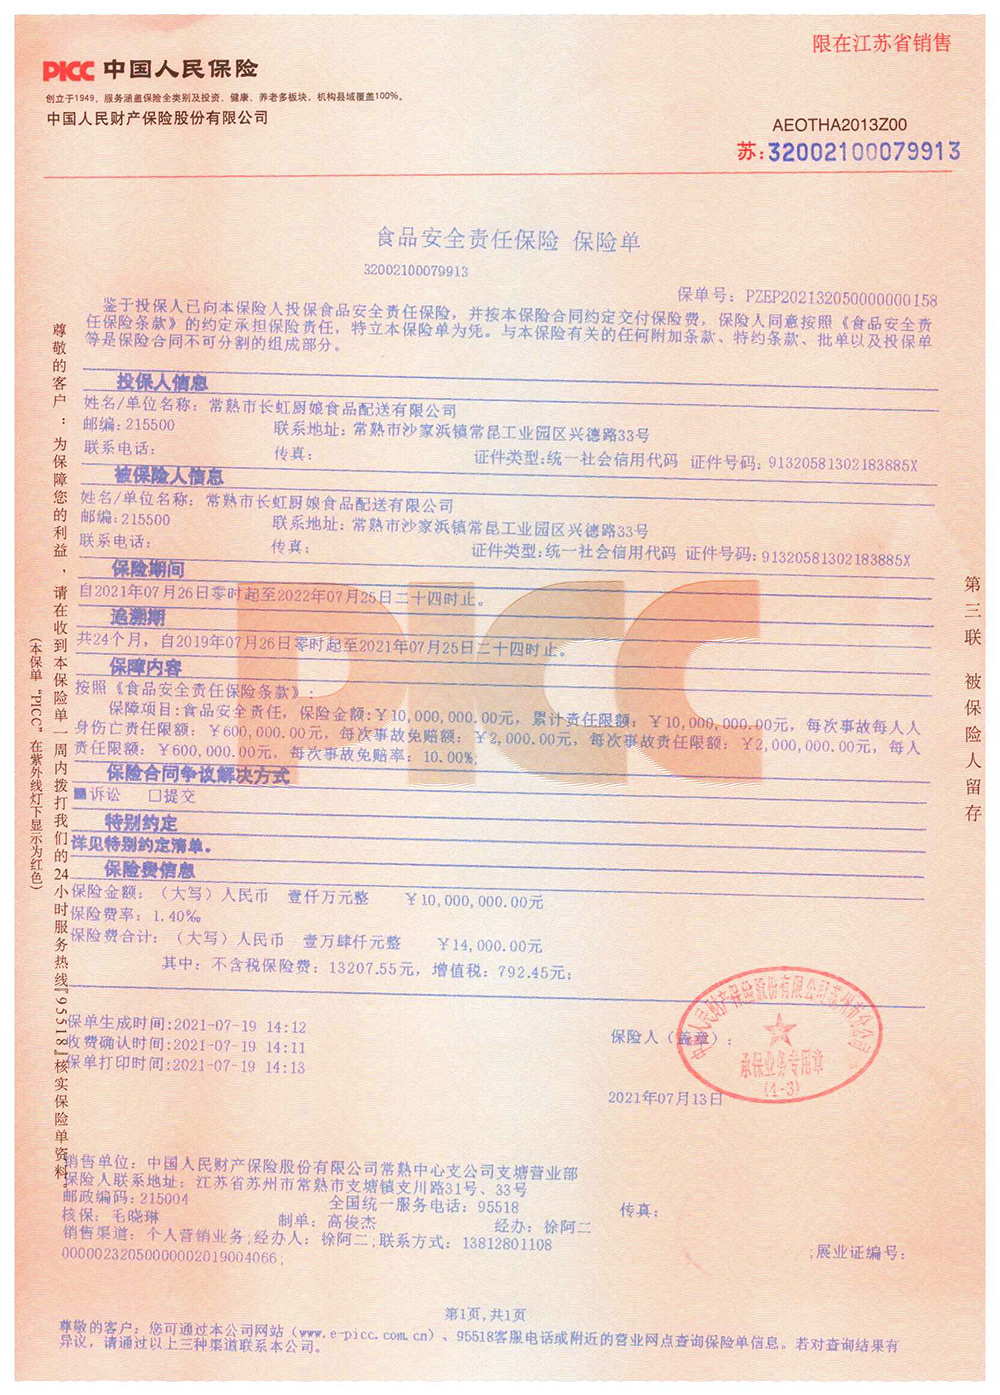 限在江苏省销售
PICC 中国人民保险
创立于1949，服务涵盖保险全类别及投资、健康、养老多板块，机构县域覆盖100%。
中国人民财产保险股份有限公司
AEOTHA2013Z00
苏:32002100079913
食品安全责任保险 保险单
32002100079913
保单号：PZEP202132050000000158
鉴于投保人已向本保险人投保食品安全责任保险，并按本保险合同约定交付保险费，保险人同意按照《食品安全责
任保险条款》的约定承担保险责任，特立本保险单为凭。与本保险有关的任何附加条款、特约条款、批单以及投保单
等是保险合同不可分割的组成部分。
投保人信息
姓名/单位名称：常熟市长虹厨娘食品配送有限公司
邮编:215500 联系地址：常熟市沙家浜镇常昆工业园区兴德路33号
联系电话： 传真： 证件类型:统一社会信用代码 证件号码：91320581302183885X
被保险人信息
姓名/单位名称：常熟市长虹厨娘食品配送有限公司
邮编:215500 联系地址：常熟市沙家浜镇常昆工业园区兴德路33号
联系电话： 传真： 证件类型:统一社会信用代码 证件号码：91320581302183885X
保险期间
自2021年07月26日零时起至2022年07月25日二十四时止。
追溯期
共24个月，自2019年07月26日零时起至2021年07月25日二十四时止。
保障内容
按照《食品安全责任保险条款》：
保障项目:食品安全责任，保险金额:￥10,000,000.00元，累计责任限额：￥10,000,000.00元，每次事故每人人
身伤亡责任限额：￥600,000.00元，每次事故免赔额：￥2,000.00元，每次事故责任限额：￥2,000,000.00元，每人
责任限额：￥600,000.00元，每次事故免赔率：10.00%;
保险合同争议解决方式
■诉讼 □提交
特别约定
详见特别约定清单。
保险费信息
保险金额：（大写）人民币 壹仟万元整 ￥10,000,000.00元
保险费率：1.40‰
保险费合计：（大写）人民币 壹万肆仟元整 ￥14,000.00元
其中：不含税保险费：13207.55元，增值税：792.45元;
保单生成时间:2021-07-19 14:12
收费确认时间:2021-07-19 14:11
保单打印时间:2021-07-19 14:13
保险人（盖章）：
中国人民财产保险股份有限公司苏州市分公司
承保业务专用章
(4-3)
2021年07月13日
销售单位：中国人民财产保险股份有限公司常熟中心支公司支塘营业部
保险人联系地址：江苏省苏州市常熟市支塘镇支川路31号、33号
邮政编码:215004 全国统一服务电话：95518 传真：
核保：毛晓琳 制单：高俊杰 经办：徐阿二
销售渠道：个人营销业务;经办人：徐阿二;联系方式：13812801108 ;展业证编号：
00000232050000002019004066;
第1页,共1页
尊敬的客户：您可通过本公司网站（www.e-picc.com.cn）、95518客服电话或附近的营业网点查询保险单信息。若对查询结果有
异议，请通过以上三种渠道联系本公司。
尊敬的客户：为保障您的利益，请在收到本保险单一周内拨打我们的24小时服务热线『95518』核实保险单资料。
(本保单“PICC”在紫外线灯下显示为红色)
第三联 被保险人留存
PICC